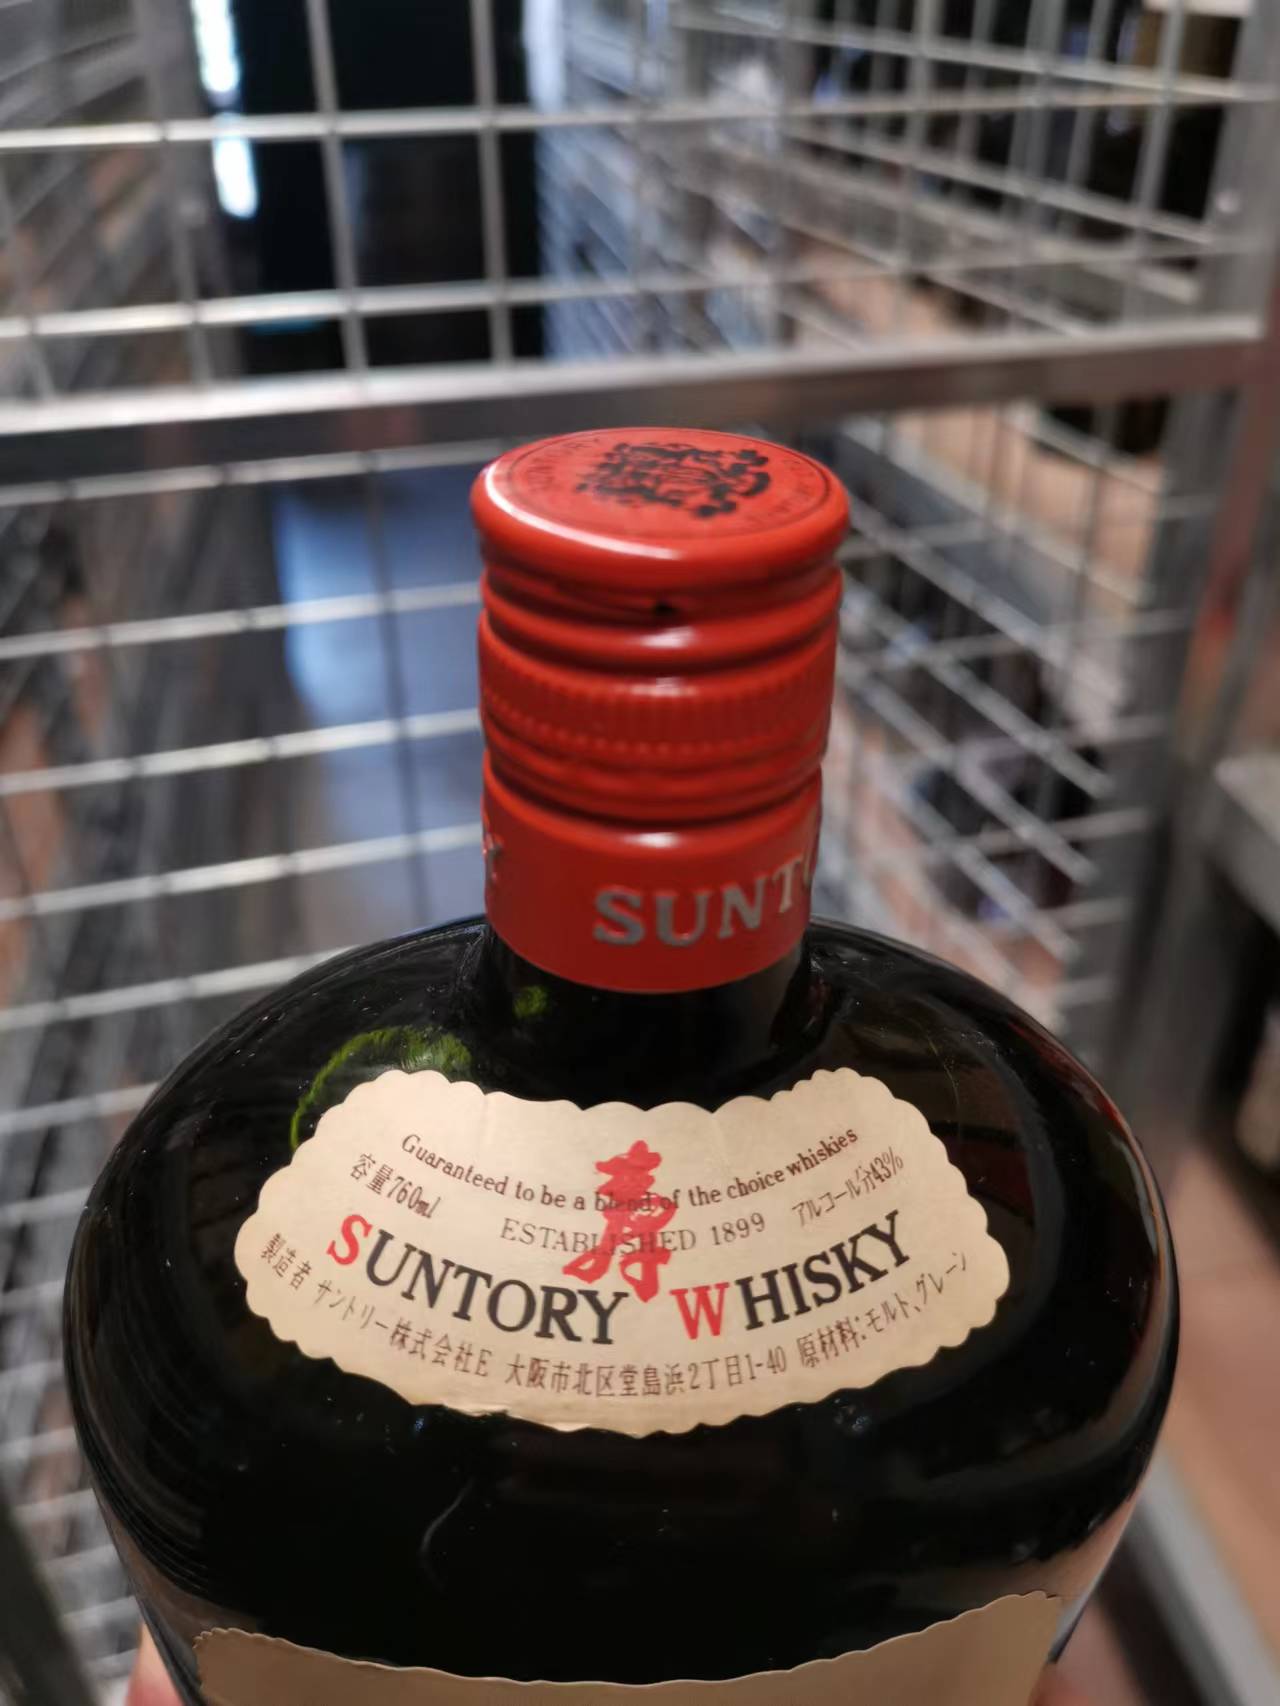 SUNTORY
SUNT
Guaranteed to be a blend of the choice whiskies
容量760ml
壽
アルコール分43%
ESTABLISHED 1899
SUNTORY WHISKY
製造者 サントリー株式会社E 大阪市北区堂島浜2丁目1-40 原材料:モルト、グレーン